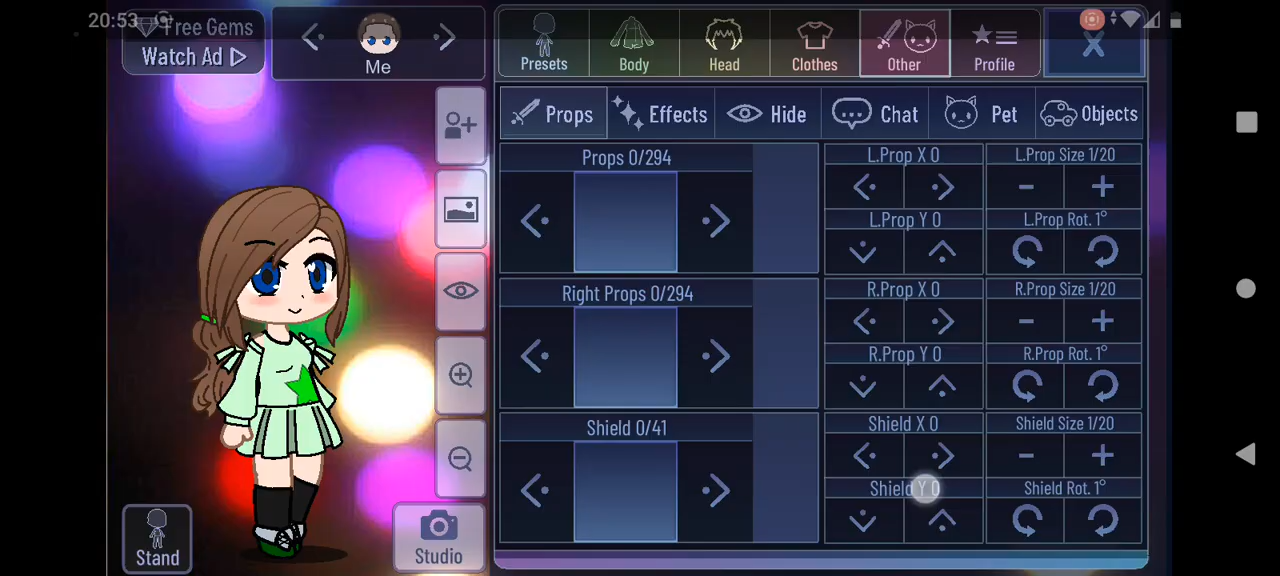 20:53
Free Gems
Watch Ad
Me
Presets
Body
Head
Clothes
Other
Profile
X
Props
Effects
Hide
Chat
Pet
Objects
Props 0/294
L.Prop X 0
L.Prop Size 1/20
L.Prop Y 0
L.Prop Rot. 1°
Right Props 0/294
R.Prop X 0
R.Prop Size 1/20
R.Prop Y 0
R.Prop Rot. 1°
Shield 0/41
Shield X 0
Shield Size 1/20
Shield Y 0
Shield Rot. 1°
Stand
Studio